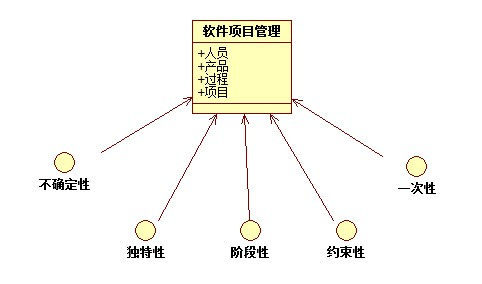 软件项目管理
+人员
+产品
+过程
+项目
不确定性
一次性
独特性
阶段性
约束性